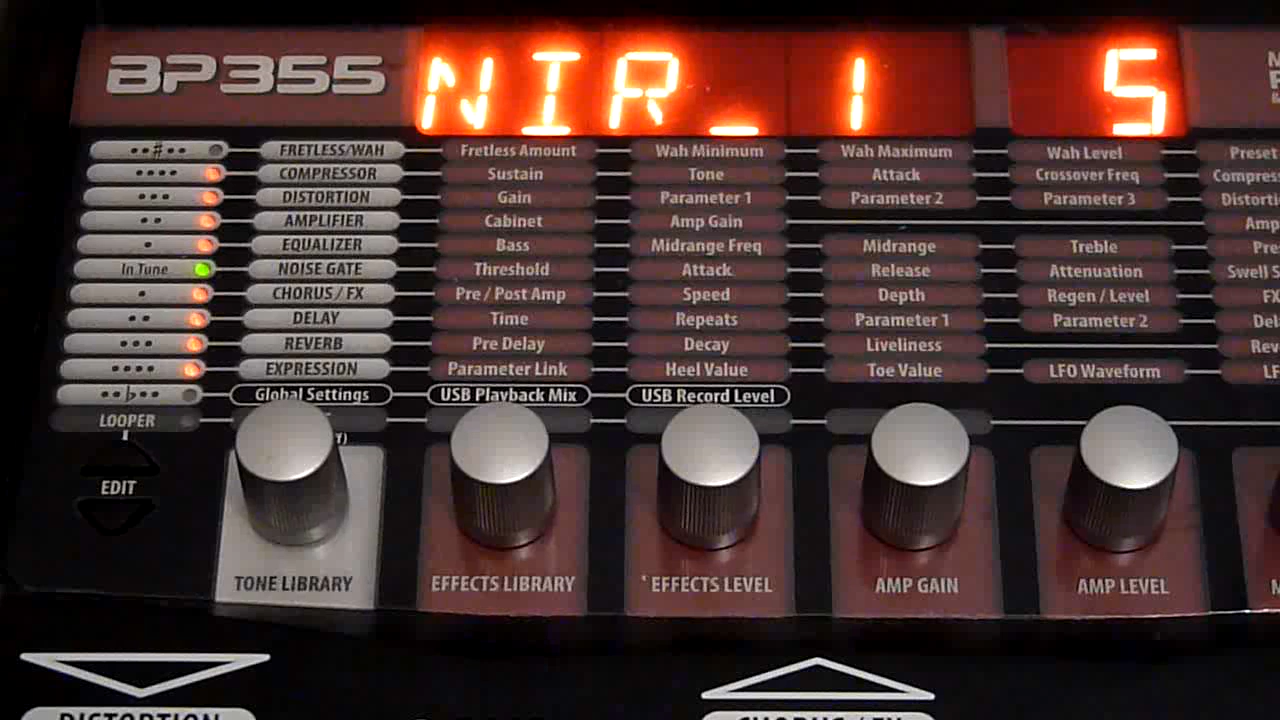 BP355 NIR_1 5
FRETLESS/WAH Fretless Amount Wah Minimum Wah Maximum Wah Level Preset
COMPRESSOR Sustain Tone Attack Crossover Freq
DISTORTION Gain Parameter 1 Parameter 2 Parameter 3
AMPLIFIER Cabinet Amp Gain
EQUALIZER Bass Midrange Freq Midrange Treble
In Tune NOISE GATE Threshold Attack Release Attenuation
CHORUS / FX Pre / Post Amp Speed Depth Regen / Level
DELAY Time Repeats Parameter 1 Parameter 2
REVERB Pre Delay Decay Liveliness
EXPRESSION Parameter Link Heel Value Toe Value LFO Waveform
Global Settings USB Playback Mix USB Record Level
LOOPER
EDIT
TONE LIBRARY EFFECTS LIBRARY EFFECTS LEVEL AMP GAIN AMP LEVEL
DISTORTION CHORUS / FX